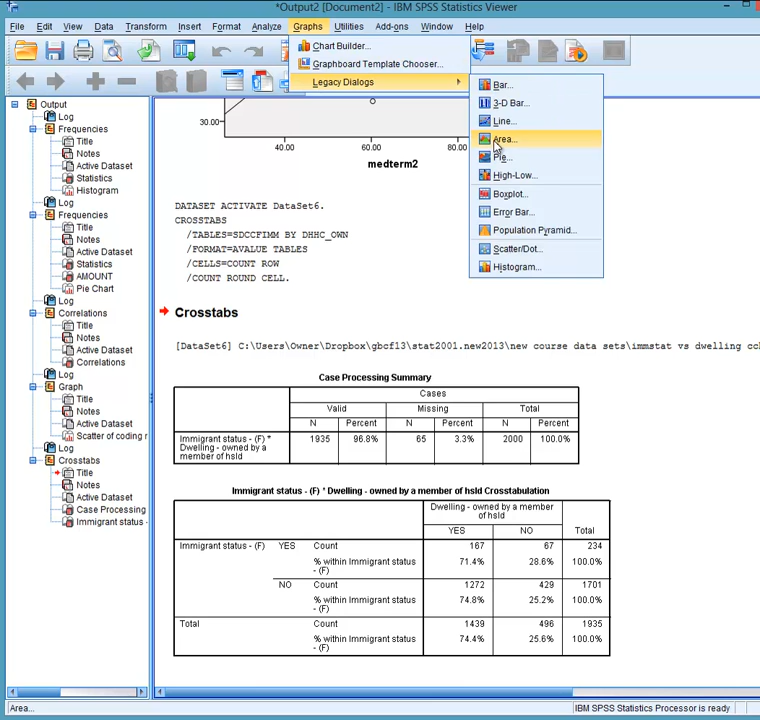 *Output2 [Document2] - IBM SPSS Statistics Viewer
File Edit View Data Transform Insert Format Analyze Graphs Utilities Add-ons Window Help
Chart Builder...
Graphboard Template Chooser...
Legacy Dialogs
Bar...
3-D Bar...
Line...
Area...
Pie...
High-Low...
Boxplot...
Error Bar...
Population Pyramid...
Scatter/Dot...
Histogram...
Output
Log
Frequencies
Title
Notes
Active Dataset
Statistics
Histogram
Log
Frequencies
Title
Notes
Active Dataset
Statistics
AMOUNT
Pie Chart
Log
Correlations
Title
Notes
Active Dataset
Correlations
Log
Graph
Title
Notes
Active Dataset
Scatter of coding r
Log
Crosstabs
Title
Notes
Active Dataset
Case Processing
Immigrant status -
30.00
40.00 60.00 80.00
medterm2
DATASET ACTIVATE DataSet6.
CROSSTABS
/TABLES=SDCCFIMM BY DHHC_OWN
/FORMAT=AVALUE TABLES
/CELLS=COUNT ROW
/COUNT ROUND CELL.
Crosstabs
[DataSet6] C:\Users\Owner\Dropbox\gbcf13\stat2001.new2013\new course data sets\immstat vs dwelling cch
Case Processing Summary
Cases
Valid Missing Total
N Percent N Percent N Percent
Immigrant status - (F) * Dwelling - owned by a member of hsld 1935 96.8% 65 3.3% 2000 100.0%
Immigrant status - (F) * Dwelling - owned by a member of hsld Crosstabulation
Dwelling - owned by a member of hsld
YES NO Total
Immigrant status - (F) YES Count 167 67 234
% within Immigrant status - (F) 71.4% 28.6% 100.0%
NO Count 1272 429 1701
% within Immigrant status - (F) 74.8% 25.2% 100.0%
Total Count 1439 496 1935
% within Immigrant status - (F) 74.4% 25.6% 100.0%
Area... IBM SPSS Statistics Processor is ready